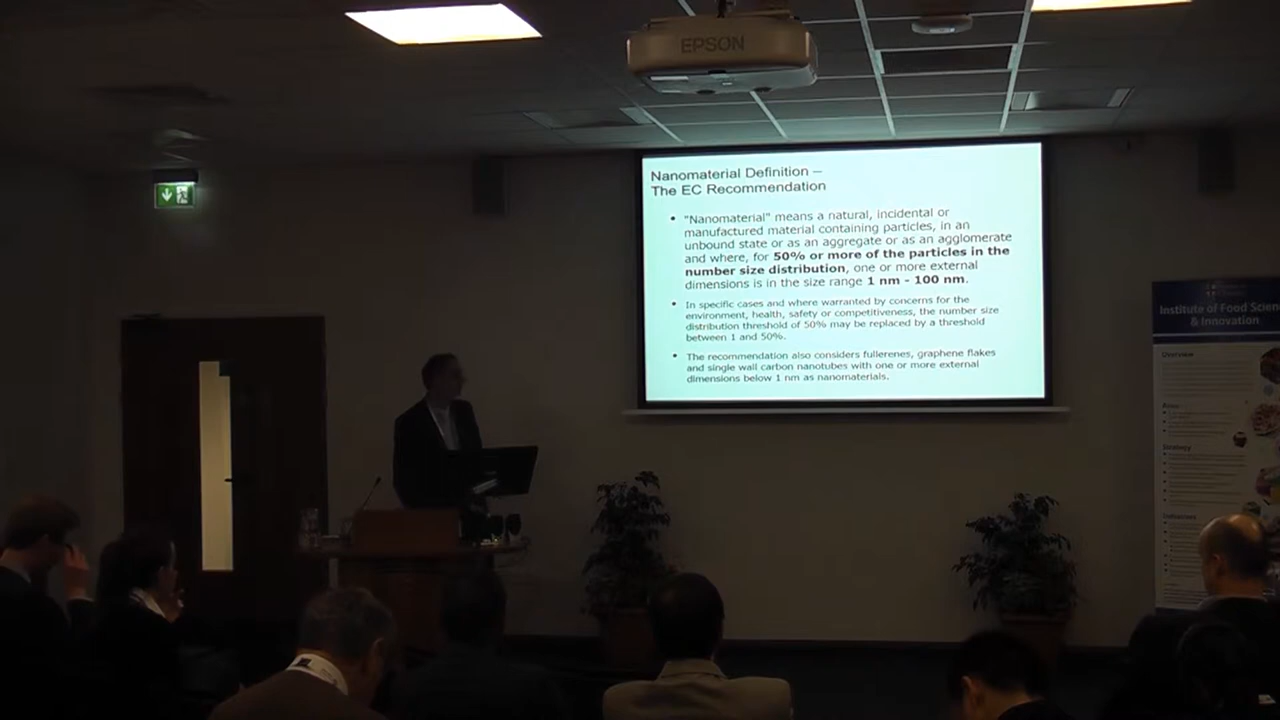 EPSON
Nanomaterial Definition –
The EC Recommendation
• "Nanomaterial" means a natural, incidental or
manufactured material containing particles, in an
unbound state or as an aggregate or as an agglomerate
and where, for 50% or more of the particles in the
number size distribution, one or more external
dimensions is in the size range 1 nm - 100 nm.
• In specific cases and where warranted by concerns for the
environment, health, safety or competitiveness, the number size
distribution threshold of 50% may be replaced by a threshold
between 1 and 50%.
• The recommendation also considers fullerenes, graphene flakes
and single wall carbon nanotubes with one or more external
dimensions below 1 nm as nanomaterials.
Institute of Food Scien
& Innovation
Overview
Strategy